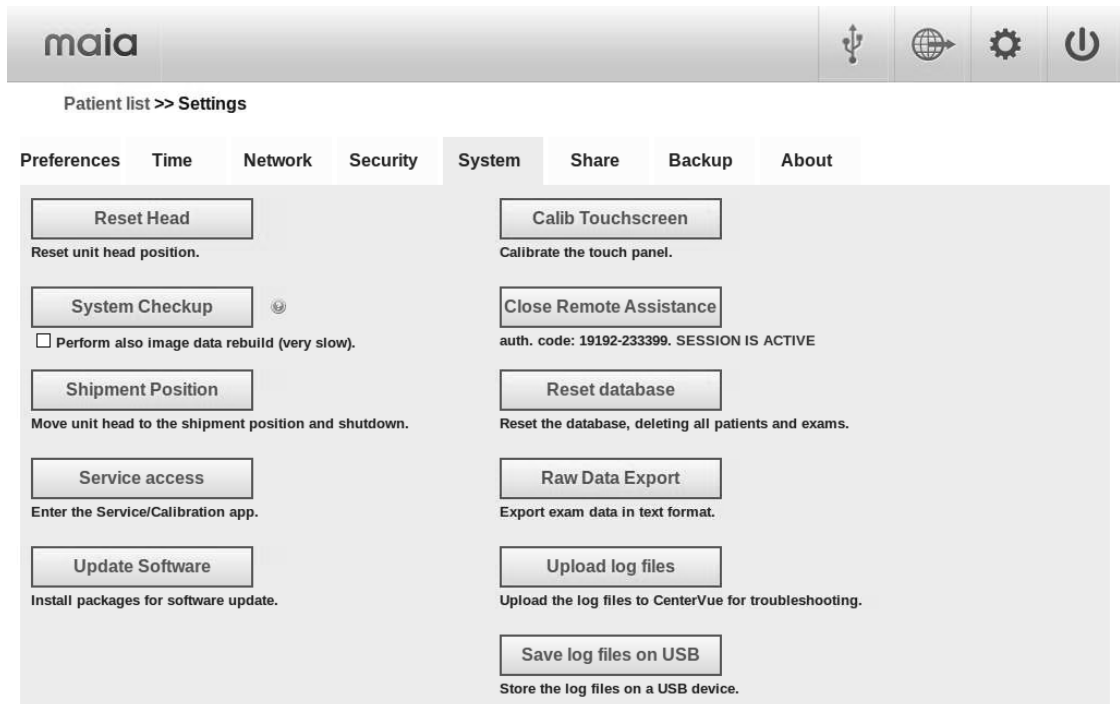 maia
Patient list >> Settings
Preferences Time Network Security System Share Backup About
Reset Head
Reset unit head position.
Calib Touchscreen
Calibrate the touch panel.
System Checkup
Perform also image data rebuild (very slow).
Close Remote Assistance
auth. code: 19192-233399. SESSION IS ACTIVE
Shipment Position
Move unit head to the shipment position and shutdown.
Reset database
Reset the database, deleting all patients and exams.
Service access
Enter the Service/Calibration app.
Raw Data Export
Export exam data in text format.
Update Software
Install packages for software update.
Upload log files
Upload the log files to CenterVue for troubleshooting.
Save log files on USB
Store the log files on a USB device.